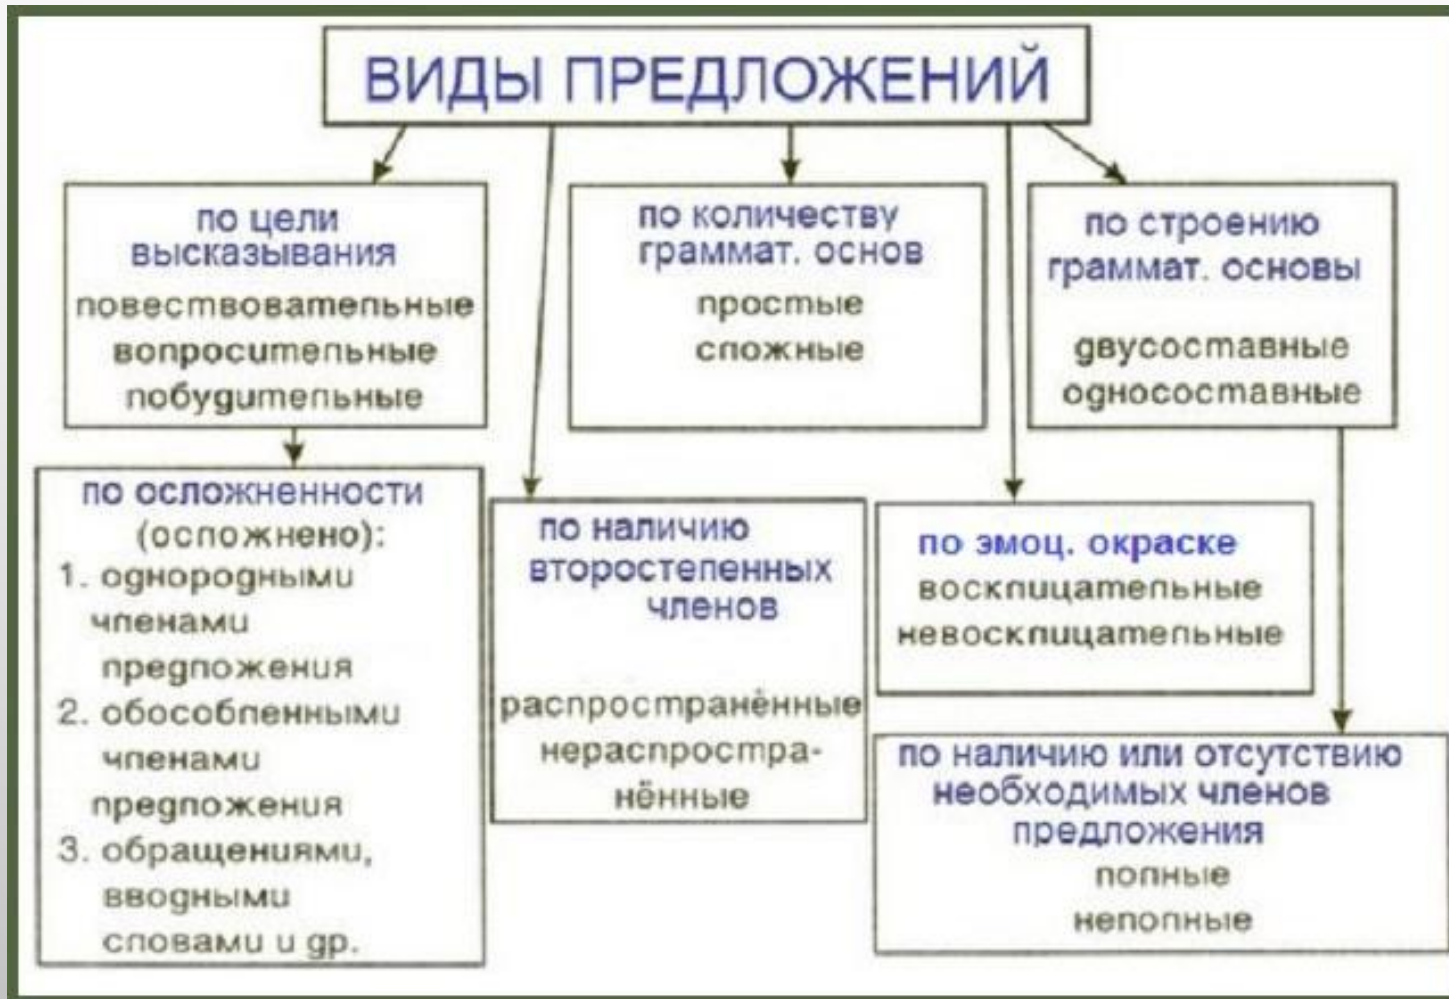 ВИДЫ ПРЕДЛОЖЕНИЙ
по цели
высказывания
повествовательные
вопросительные
побудительные
по количеству
граммат. основ
простые
сложные
по строению
граммат. основы
двусоставные
односоставные
по осложненности
(осложнено):
1. однородными
членами
предложения
2. обособленными
членами
предложения
3. обращениями,
вводными
словами и др.
по наличию
второстепенных
членов
распространённые
нераспростра-
нённые
по эмоц. окраске
восклицательные
невосклицательные
по наличию или отсутствию
необходимых членов
предложения
полные
неполные